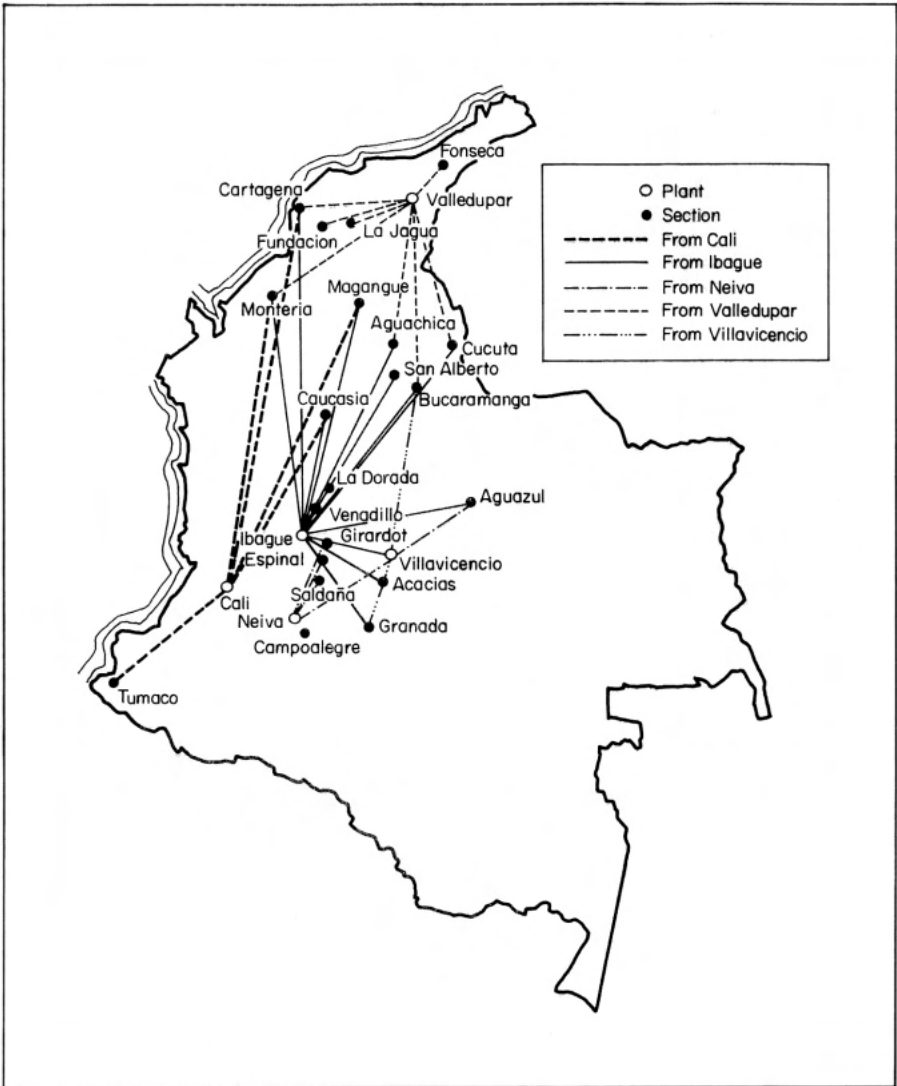 Fonseca
Cartagena
Valledupar
Fundacion
La Jagua
Magangue
Monteria
Aguachica
Cucuta
San Alberto
Caucasia
Bucaramanga
La Dorada
Aguazul
Venadillo
Ibague
Girardot
Espinal
Villavicencio
Saldaña
Acacias
Cali
Neiva
Granada
Campoalegre
Tumaco
Plant
Section
From Cali
From Ibague
From Neiva
From Valledupar
From Villavicencio